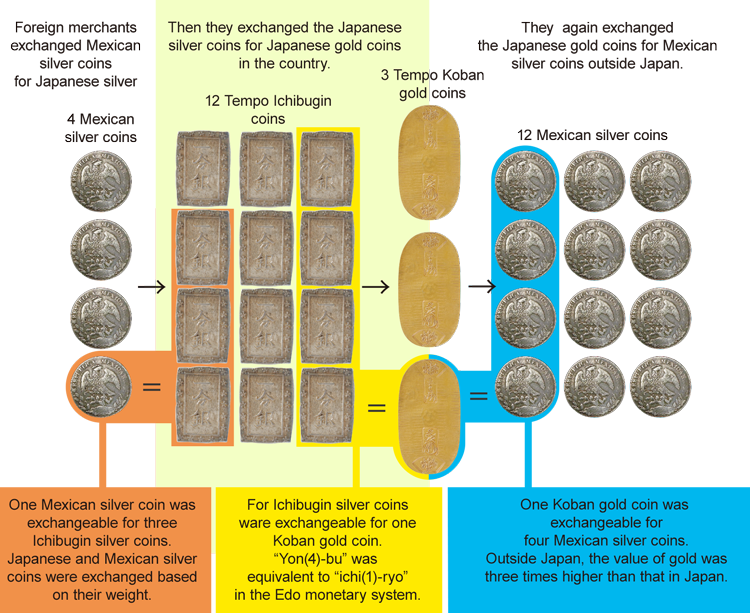 Foreign merchants
exchanged Mexican
silver coins
for Japanese silver
Then they exchanged the Japanese
silver coins for Japanese gold coins
in the country.
They again exchanged
the Japanese gold coins for Mexican
silver coins outside Japan.
4 Mexican
silver coins
12 Tempo Ichibugin
coins
3 Tempo Koban
gold coins
12 Mexican silver coins
=
=
=
One Mexican silver coin was
exchangeable for three
Ichibugin silver coins.
Japanese and Mexican silver
coins were exchanged based
on their weight.
For Ichibugin silver coins
ware exchangeable for one
Koban gold coin.
“Yon(4)-bu” was
equivalent to “ichi(1)-ryo”
in the Edo monetary system.
One Koban gold coin was
exchangeable for
four Mexican silver coins.
Outside Japan, the value of gold was
three times higher than that in Japan.